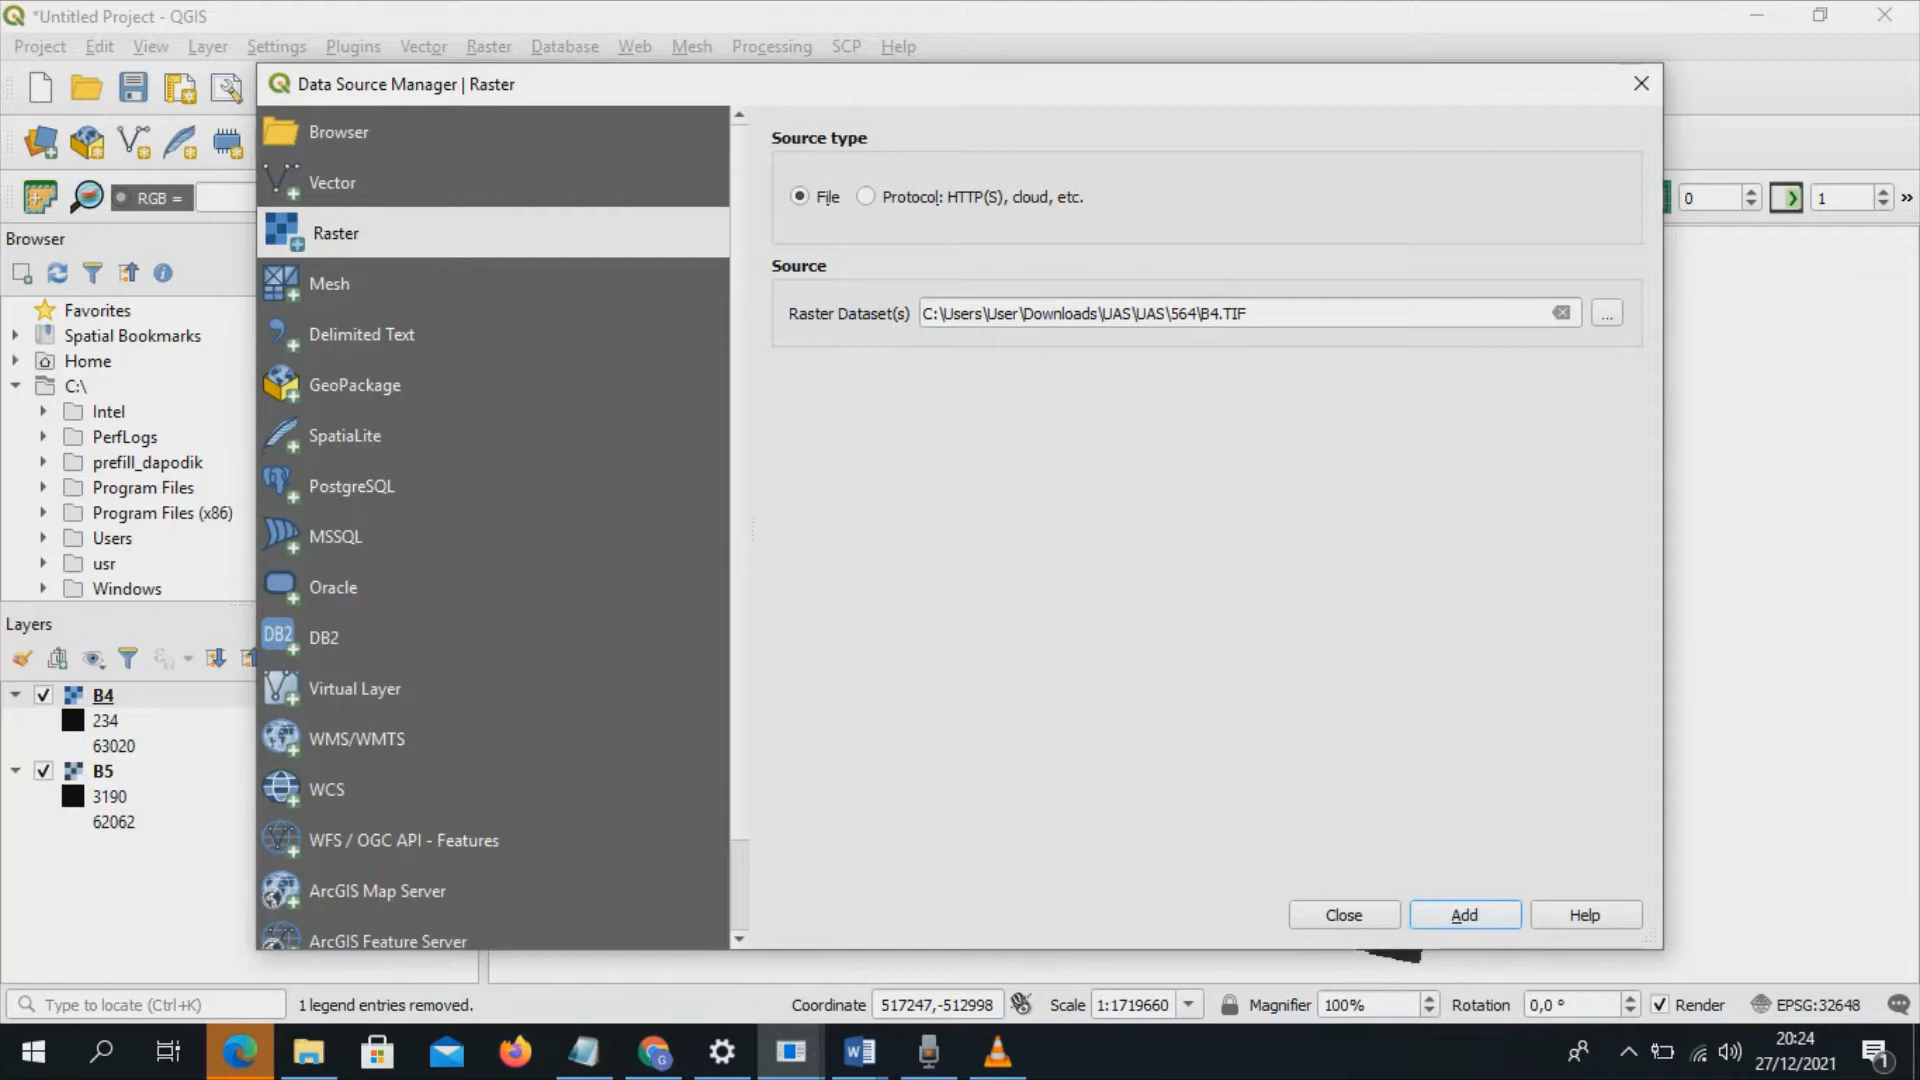 *Untitled Project - QGIS
Project Edit View Layer Settings Plugins Vector Raster Database Web Mesh Processing SCP Help
RGB =
0
1
»
Browser
Favorites
Spatial Bookmarks
Home
C:\
Intel
PerfLogs
prefill_dapodik
Program Files
Program Files (x86)
Users
usr
Windows
Layers
B4
234
63020
B5
3190
62062
Data Source Manager | Raster
Browser
Vector
Raster
Mesh
Delimited Text
GeoPackage
SpatiaLite
PostgreSQL
MSSQL
Oracle
DB2
DB2
Virtual Layer
WMS/WMTS
WCS
WFS / OGC API - Features
ArcGIS Map Server
ArcGIS Feature Server
Source type
File Protocol: HTTP(S), cloud, etc.
Source
Raster Dataset(s) C:\Users\User\Downloads\UAS\UAS\564\B4.TIF ...
Close Add Help
Type to locate (Ctrl+K) 1 legend entries removed. Coordinate 517247,-512998 Scale 1:1719660 Magnifier 100% Rotation 0,0 ° Render EPSG:32648
20:24
27/12/2021
1